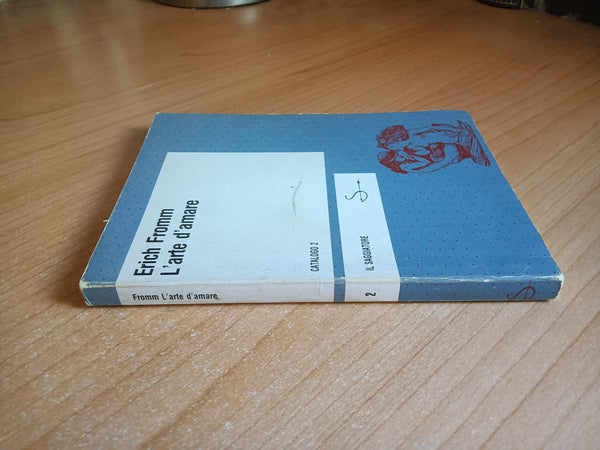 Erich Fromm
L'arte d'amare
CATALOGO 2
IL SAGGIATORE
Fromm L'arte d'amare
2